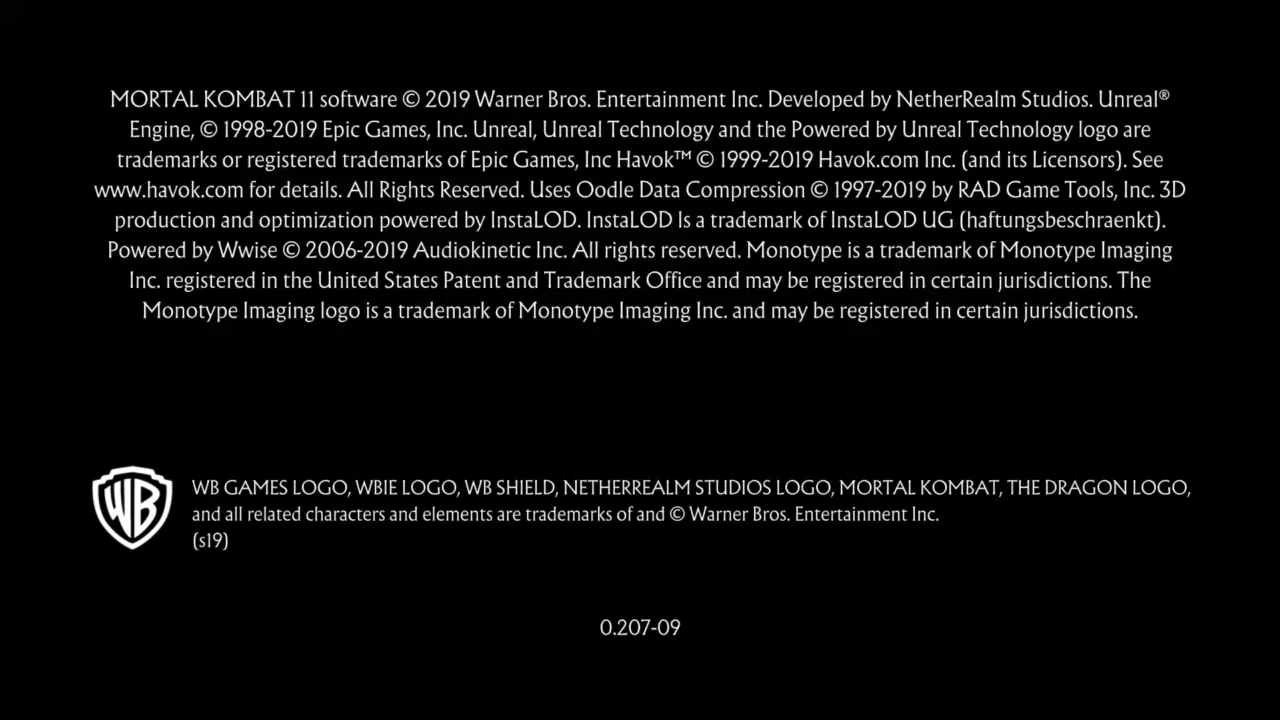 MORTAL KOMBAT 11 software © 2019 Warner Bros. Entertainment Inc. Developed by NetherRealm Studios. Unreal®
Engine, © 1998-2019 Epic Games, Inc. Unreal, Unreal Technology and the Powered by Unreal Technology logo are
trademarks or registered trademarks of Epic Games, Inc Havok™ © 1999-2019 Havok.com Inc. (and its Licensors). See
www.havok.com for details. All Rights Reserved. Uses Oodle Data Compression © 1997-2019 by RAD Game Tools, Inc. 3D
production and optimization powered by InstaLOD. InstaLOD Is a trademark of InstaLOD UG (haftungsbeschraenkt).
Powered by Wwise © 2006-2019 Audiokinetic Inc. All rights reserved. Monotype is a trademark of Monotype Imaging
Inc. registered in the United States Patent and Trademark Office and may be registered in certain jurisdictions. The
Monotype Imaging logo is a trademark of Monotype Imaging Inc. and may be registered in certain jurisdictions.
WB
WB GAMES LOGO, WBIE LOGO, WB SHIELD, NETHERREALM STUDIOS LOGO, MORTAL KOMBAT, THE DRAGON LOGO,
and all related characters and elements are trademarks of and © Warner Bros. Entertainment Inc.
(s19)
0.207-09